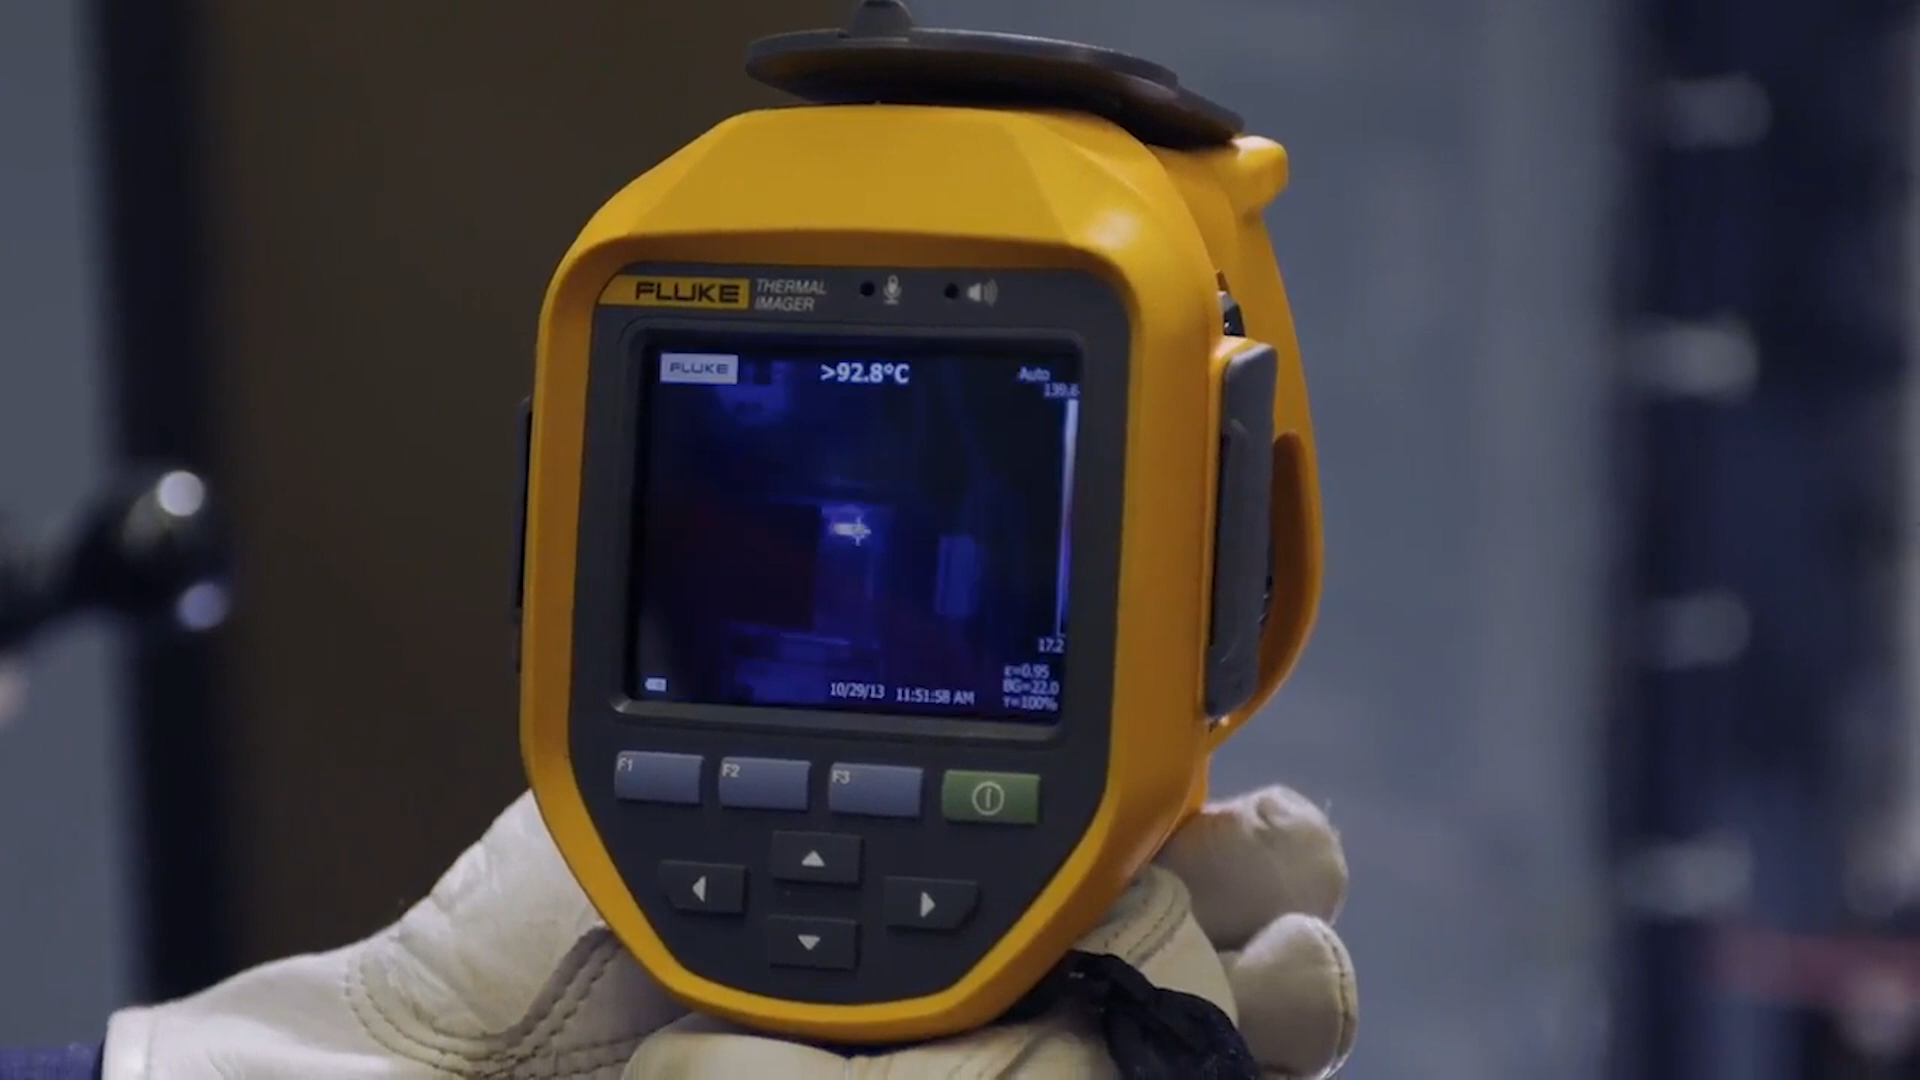 FLUKE THERMAL
IMAGER
FLUKE >92.8°C Auto
139.6
17.2
ε=0.95
BG=22.0
10/29/13 11:51:58 AM τ=100%
F1 F2 F3